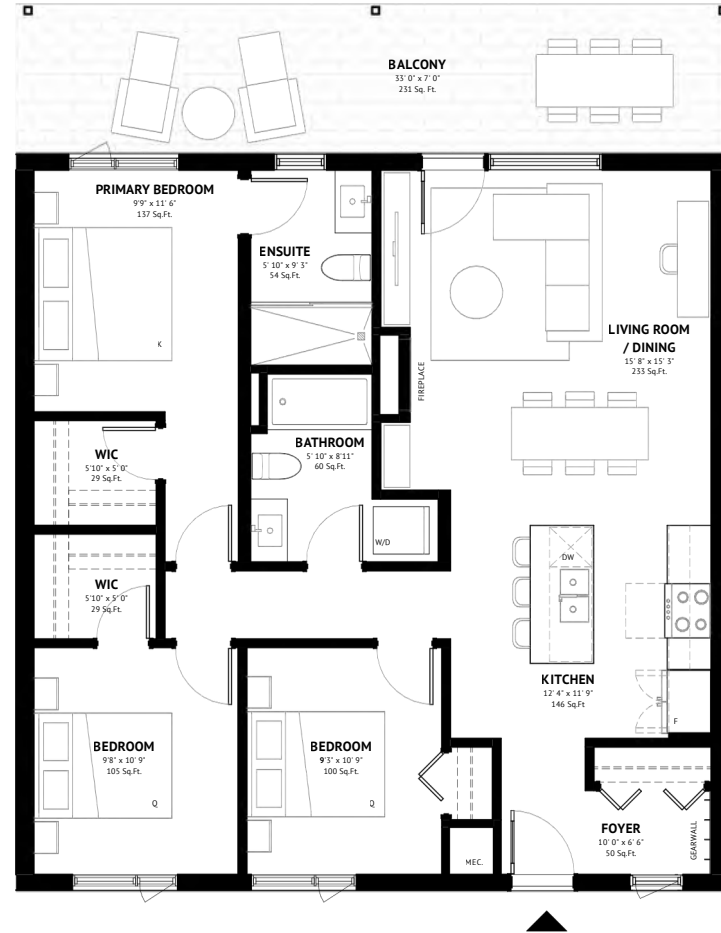 BALCONY
33' 0" x 7' 0"
231 Sq. Ft.
PRIMARY BEDROOM
9'9" x 11' 6"
137 Sq.Ft.
K
ENSUITE
5' 10" x 9' 3"
54 Sq.Ft.
LIVING ROOM
/ DINING
15' 8" x 15' 3"
233 Sq.Ft.
FIREPLACE
WIC
5'10" x 5' 0"
29 Sq.Ft.
BATHROOM
5' 10" x 8'11"
60 Sq.Ft.
W/D
DW
WIC
5'10" x 5' 0"
29 Sq.Ft.
KITCHEN
12' 4" x 11' 9"
146 Sq.Ft
F
BEDROOM
9'8" x 10' 9"
105 Sq.Ft.
Q
BEDROOM
9'3" x 10' 9"
100 Sq.Ft.
Q
FOYER
10' 0" x 6' 6"
50 Sq.Ft.
GEARWALL
MEC.